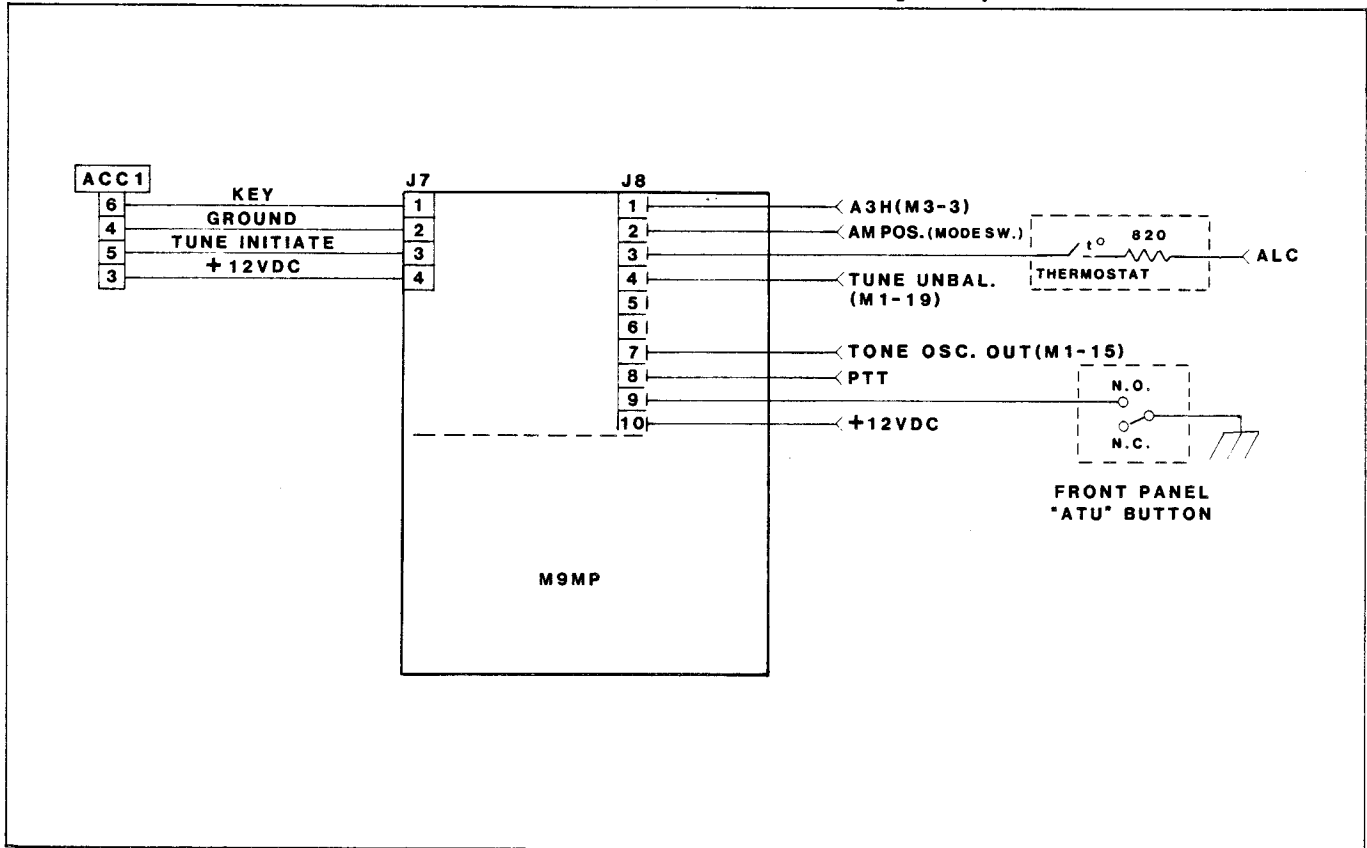 ACC1
6 KEY
4 GROUND
5 TUNE INITIATE
3 +12VDC
J7
1
2
3
4
J8
1 A3H(M3-3)
2 AM POS.(MODE SW.)
3 t° 820 ALC
THERMOSTAT
4 TUNE UNBAL.
(M1-19)
5
6
7 TONE OSC. OUT(M1-15)
8 PTT
9 N.O.
10 +12VDC
N.C.
FRONT PANEL
"ATU" BUTTON
M9MP